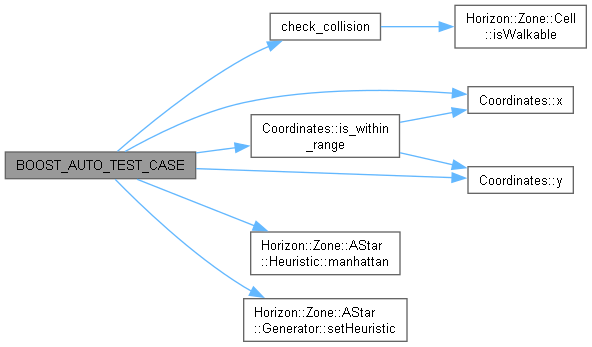 check_collision
Horizon::Zone::Cell
::isWalkable
Coordinates::x
Coordinates::is_within
_range
BOOST_AUTO_TEST_CASE
Coordinates::y
Horizon::Zone::AStar
::Heuristic::manhattan
Horizon::Zone::AStar
::Generator::setHeuristic